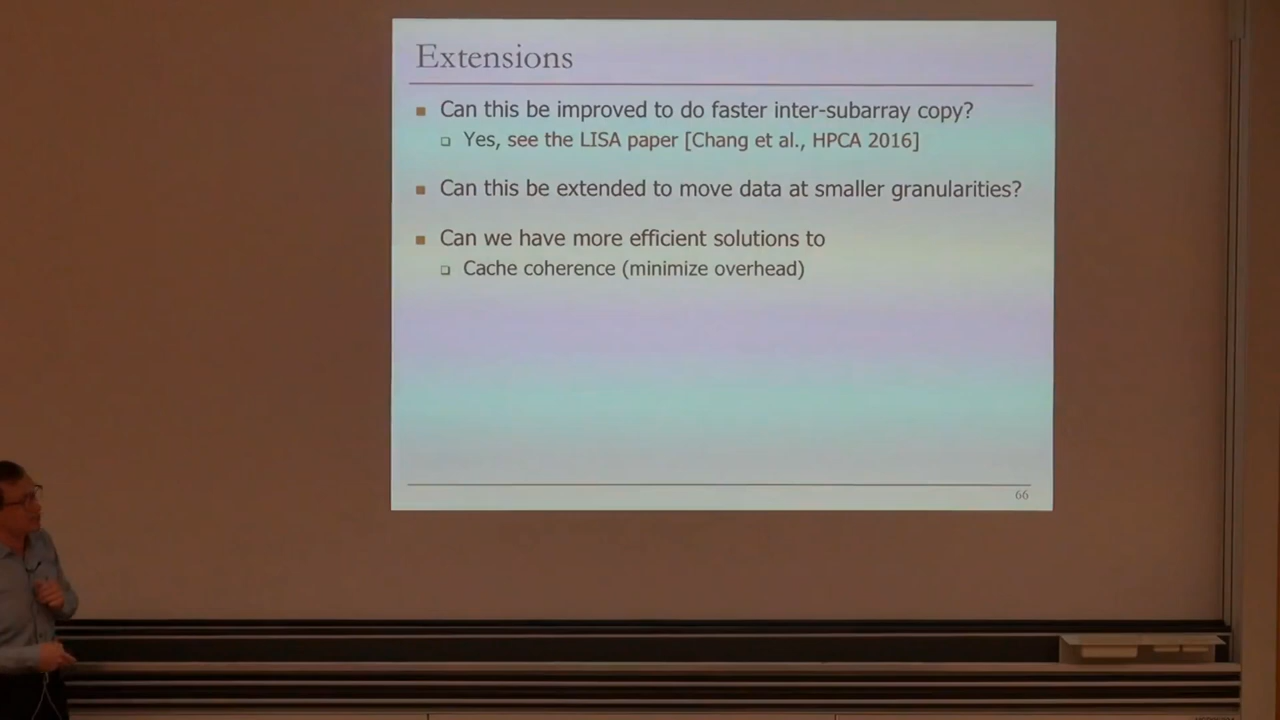 Extensions
Can this be improved to do faster inter-subarray copy?
Yes, see the LISA paper [Chang et al., HPCA 2016]
Can this be extended to move data at smaller granularities?
Can we have more efficient solutions to
Cache coherence (minimize overhead)
66